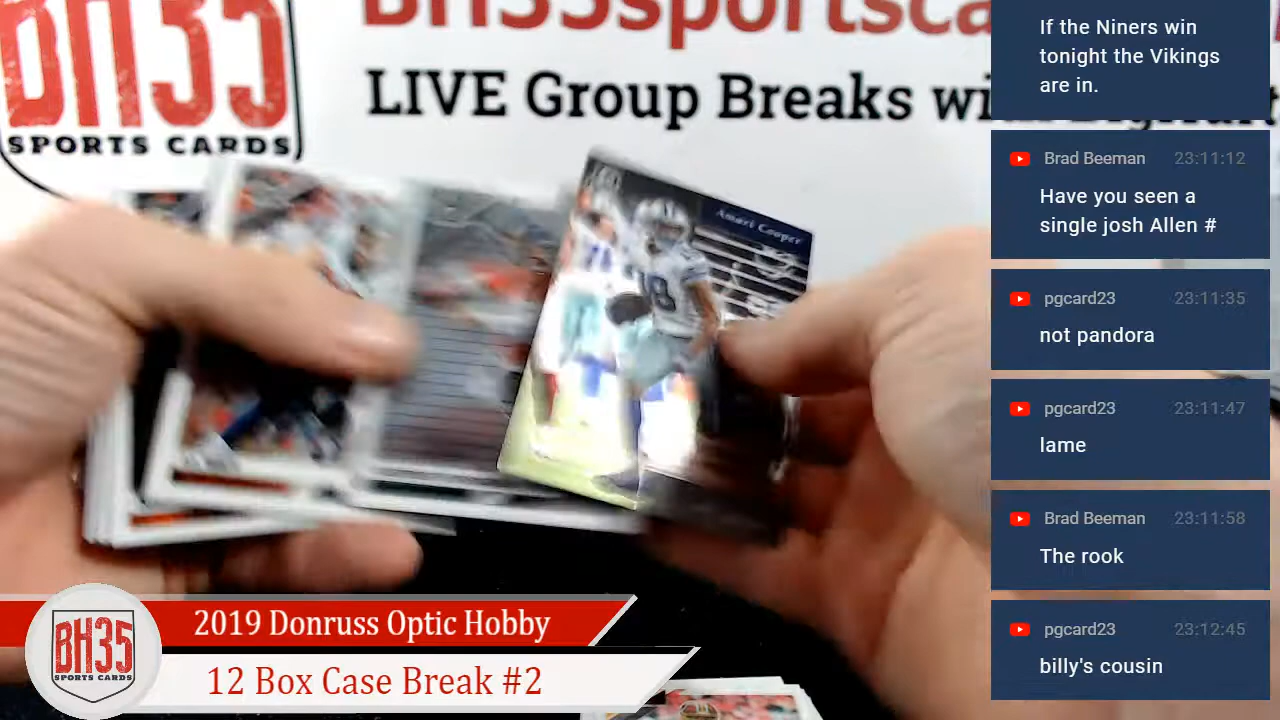 BH35
SPORTS CARDS
BH35sportsca
LIVE Group Breaks wi
Amari Cooper
If the Niners win
tonight the Vikings
are in.
Brad Beeman 23:11:12
Have you seen a
single josh Allen #
pgcard23 23:11:35
not pandora
pgcard23 23:11:47
lame
Brad Beeman 23:11:58
The rook
pgcard23 23:12:45
billy's cousin
2019 Donruss Optic Hobby
12 Box Case Break #2
BH35
SPORTS CARDS